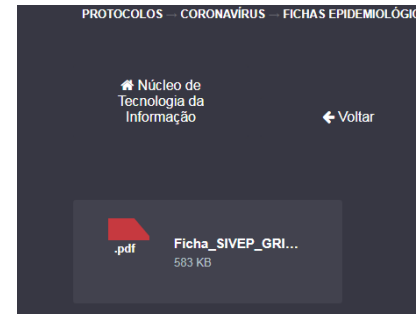 PROTOCOLOS → CORONAVÍRUS → FICHAS EPIDEMIOLÓGIC
Núcleo de
Tecnologia da
Informação
Voltar
.pdf
Ficha_SIVEP_GRI...
583 KB